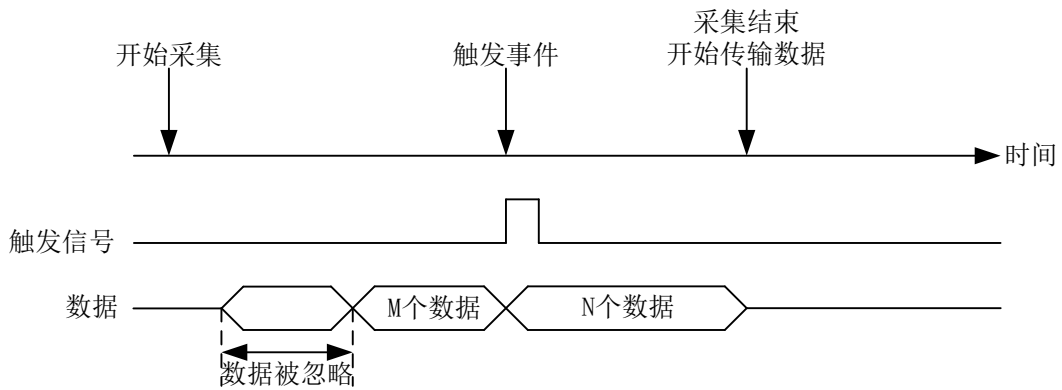 采集结束
开始采集
触发事件
开始传输数据
时间
触发信号
数据
M个数据
N个数据
数据被忽略